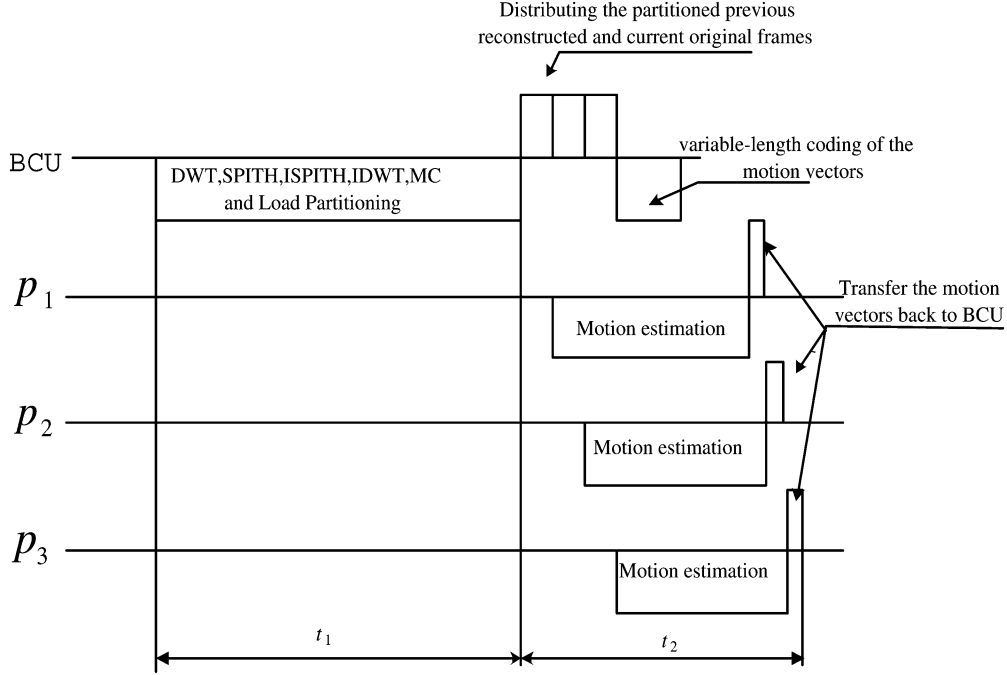 Distributing the partitioned previous
reconstructed and current original frames
variable-length coding of the
motion vectors
BCU
DWT,SPITH,ISPITH,IDWT,MC
and Load Partitioning
p1
Transfer the motion
vectors back to BCU
Motion estimation
p2
Motion estimation
p3
Motion estimation
t1
t2